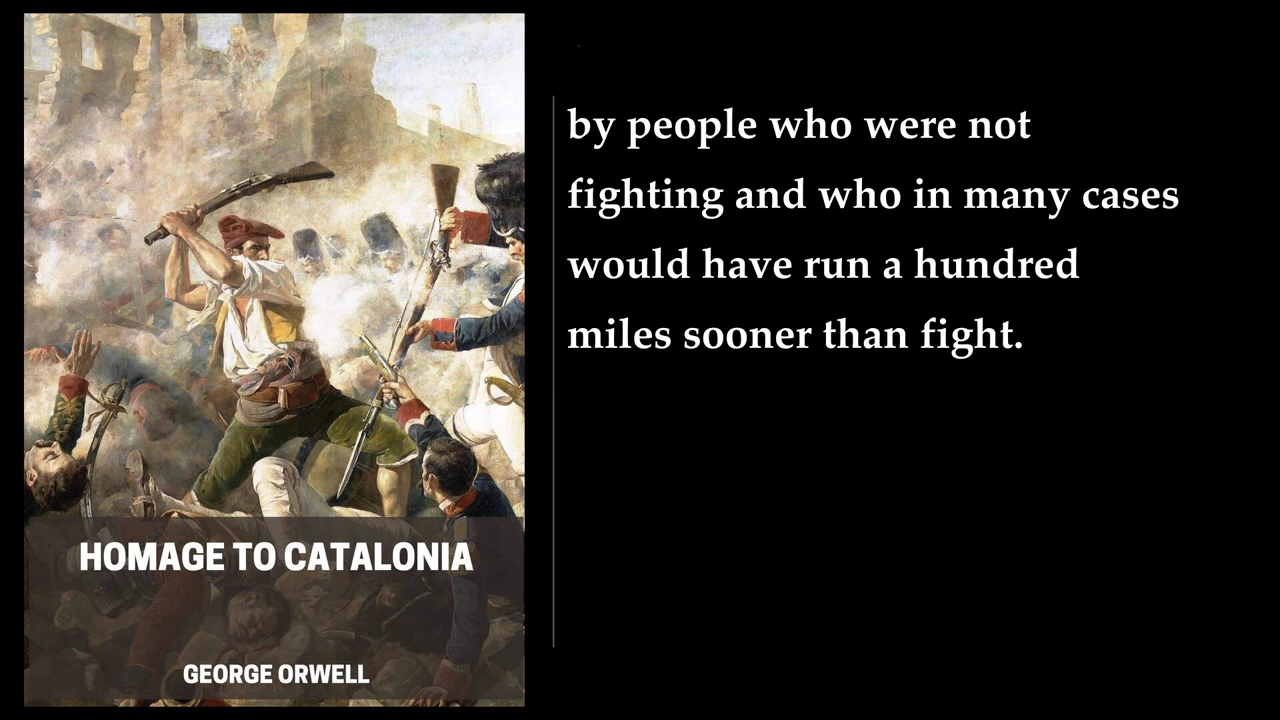 HOMAGE TO CATALONIA
GEORGE ORWELL
by people who were not
fighting and who in many cases
would have run a hundred
miles sooner than fight.